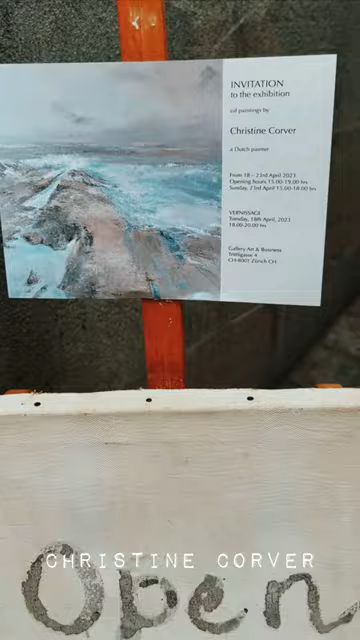 INVITATION
to the exhibition
oil paintings by
Christine Corver
a Dutch painter
From 18 - 23rd April 2023
Opening hours 15.00-19.00 hrs
Sunday, 23rd April 15.00-18.00 hrs
VERNISSAGE
Tuesday, 18th April, 2023
18.00-20.00 hrs
Gallery Art & Business
CH-8001 Zürich CH
CHRISTINE CORVER
Open